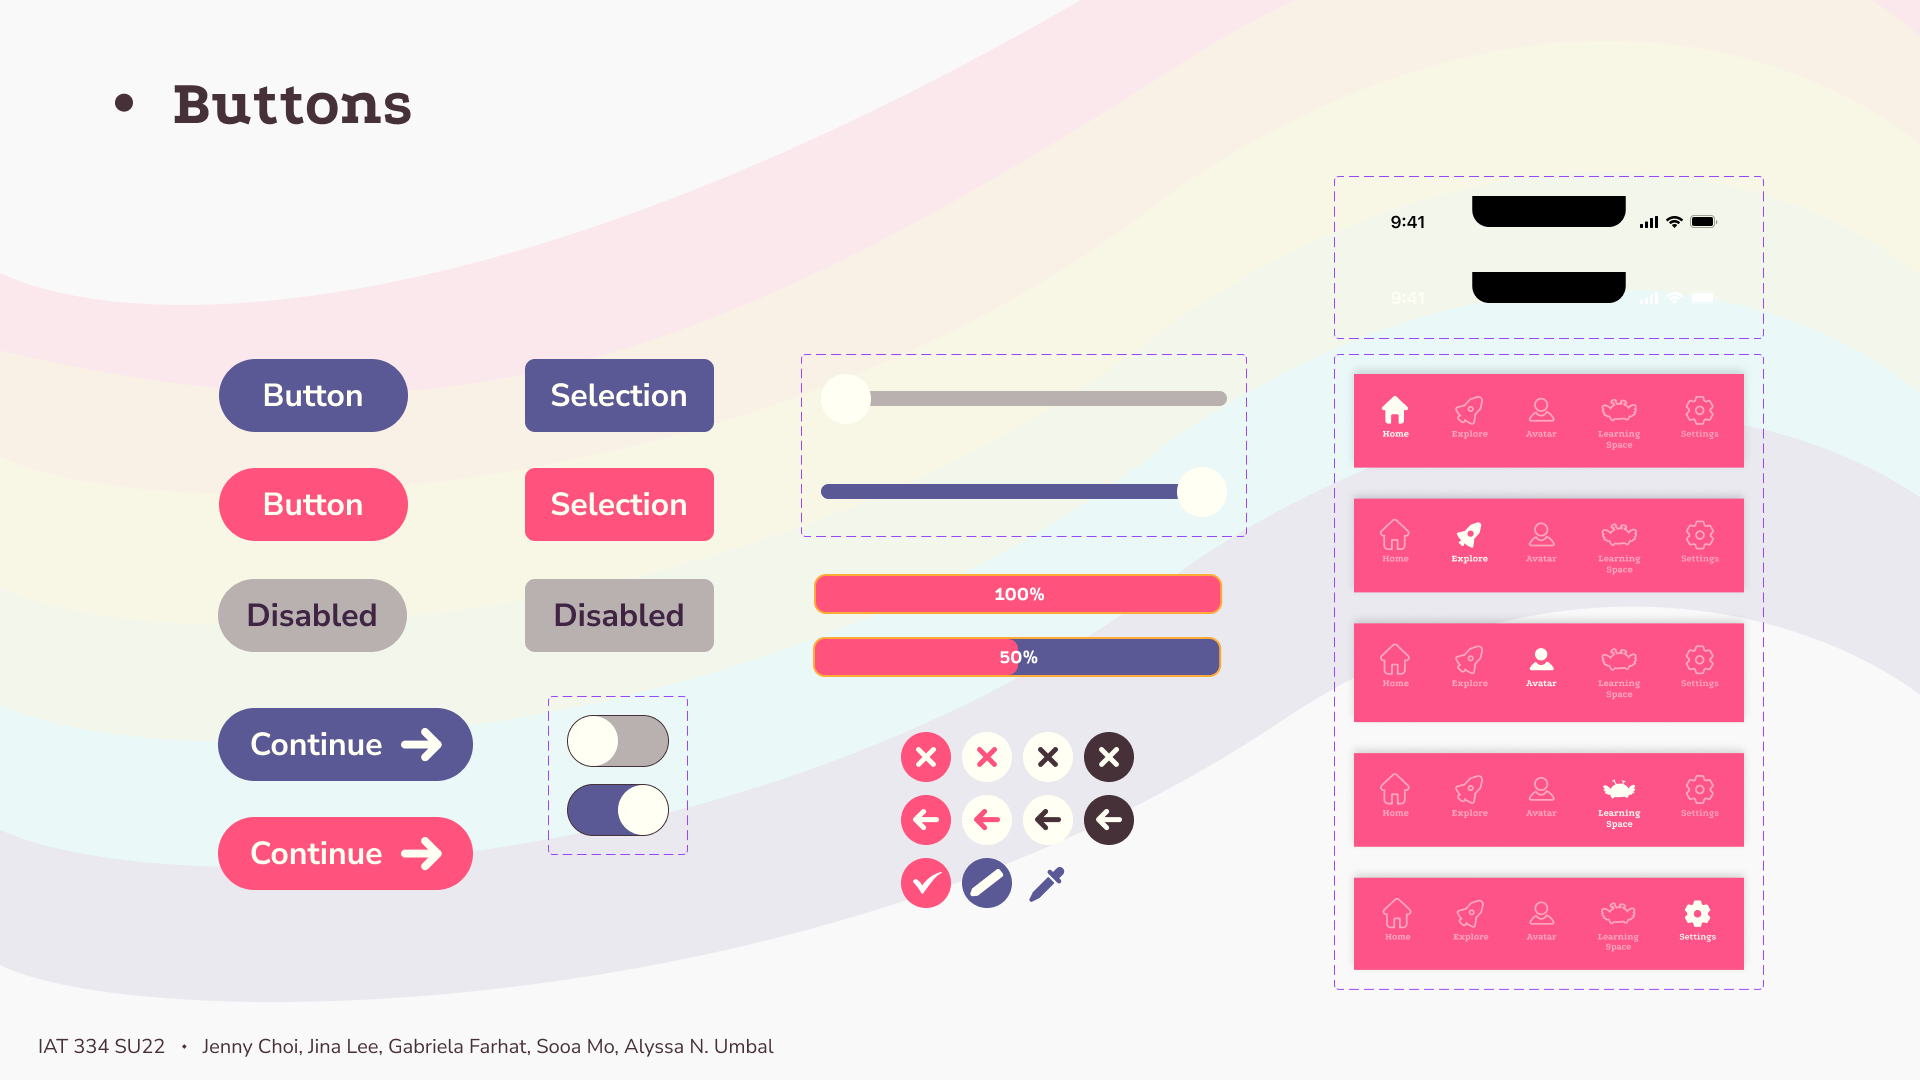 • Buttons
Button
Selection
Button
Selection
Disabled
Disabled
Continue
Continue
100%
50%
9:41
9:41
Home
Explore
Avatar
Learning
Space
Settings
Home
Explore
Avatar
Learning
Space
Settings
Home
Explore
Avatar
Learning
Space
Settings
Home
Explore
Avatar
Learning
Space
Settings
Home
Explore
Avatar
Learning
Space
Settings
IAT 334 SU22 • Jenny Choi, Jina Lee, Gabriela Farhat, Sooa Mo, Alyssa N. Umbal